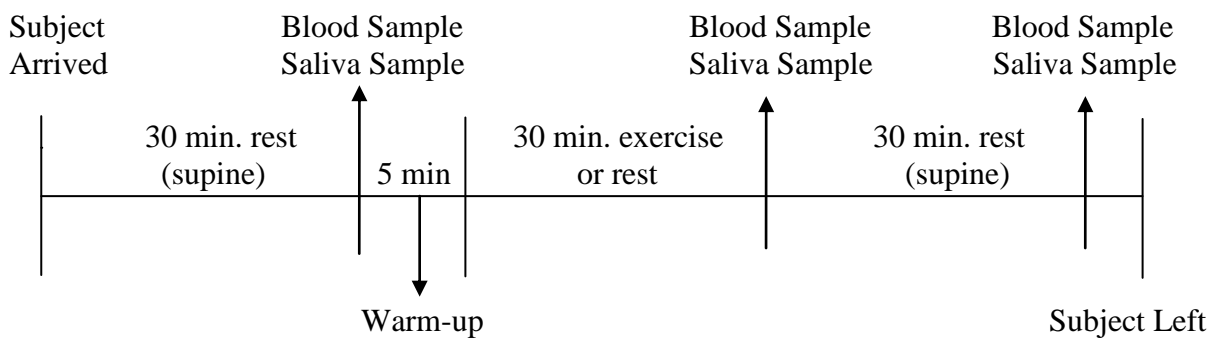 Subject
Arrived
Blood Sample
Saliva Sample
Blood Sample
Saliva Sample
Blood Sample
Saliva Sample
30 min. rest
(supine)
5 min
30 min. exercise
or rest
30 min. rest
(supine)
Warm-up
Subject Left